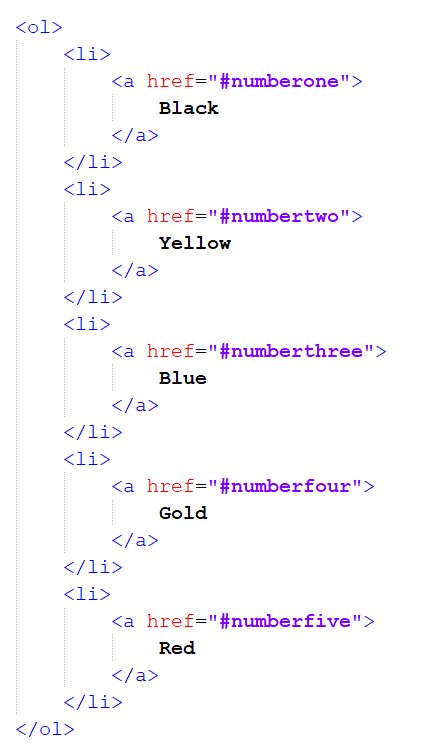 <ol>
<li>
<a href="#numberone">
Black
</a>
</li>
<li>
<a href="#numbertwo">
Yellow
</a>
</li>
<li>
<a href="#numberthree">
Blue
</a>
</li>
<li>
<a href="#numberfour">
Gold
</a>
</li>
<li>
<a href="#numberfive">
Red
</a>
</li>
</ol>